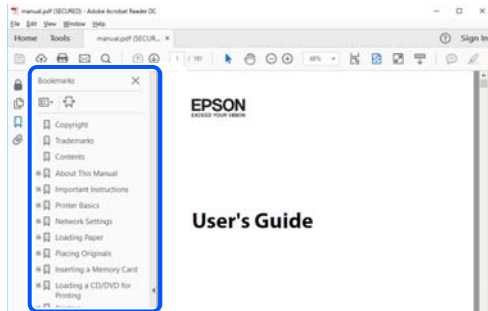 manual.pdf (SECURED) - Adobe Acrobat Reader DC
File Edit View Window Help
Home Tools manual.pdf (SECUR... ×
Sign In
1 / 191
Bookmarks
Copyright
Trademarks
Contents
About This Manual
Important Instructions
Printer Basics
Network Settings
Loading Paper
Placing Originals
Inserting a Memory Card
Loading a CD/DVD for
Printing
EPSON
EXCEED YOUR VISION
User's Guide